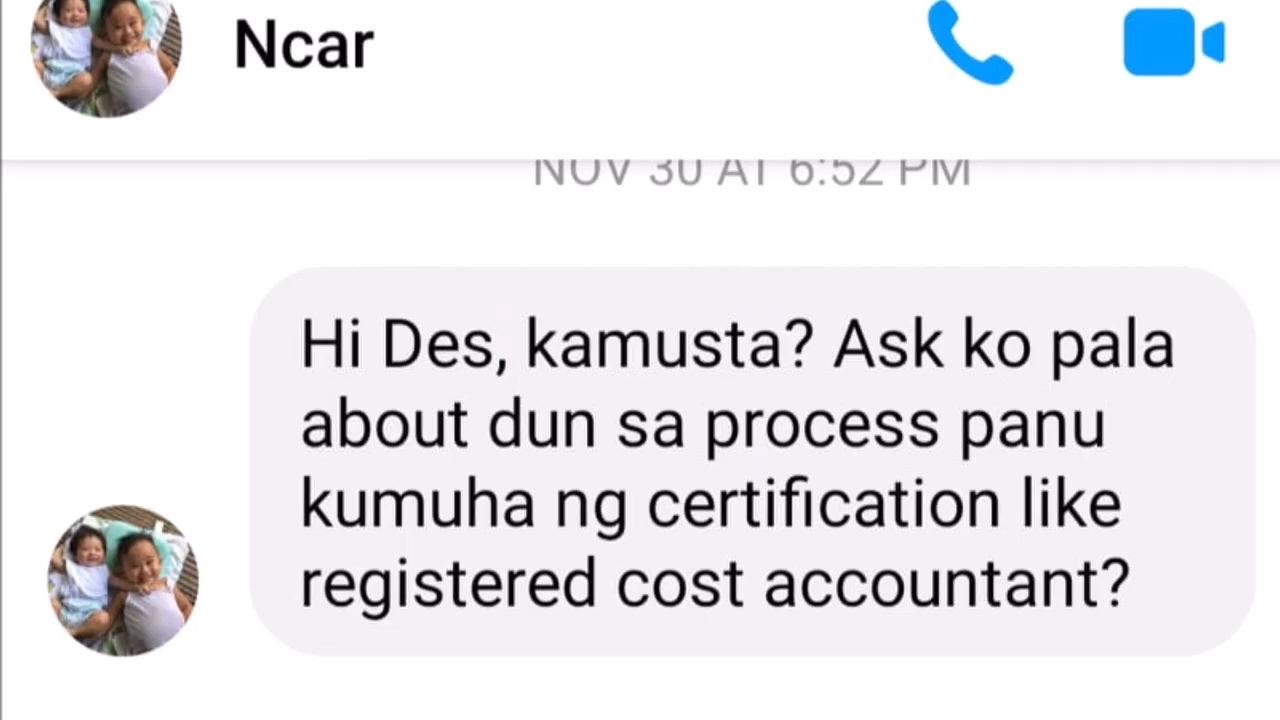 Ncar
NOV 30 AT 6:52 PM
Hi Des, kamusta? Ask ko pala
about dun sa process panu
kumuha ng certification like
registered cost accountant?